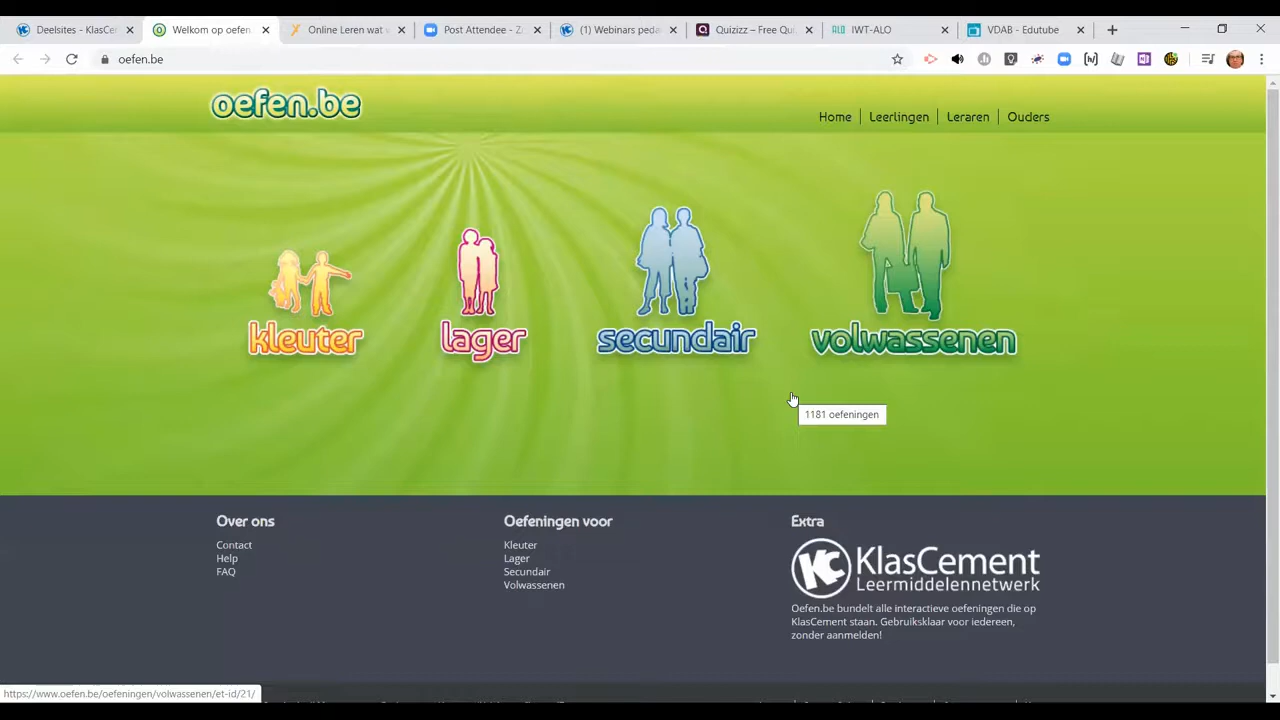 Deelsites - KlasCe
Welkom op oefen.
Online Leren wat v
Post Attendee - Z
(1) Webinars peda
Quizizz – Free Qui
IWT-ALO
VDAB - Edutube
oefen.be
oefen.be
Home
Leerlingen
Leraren
Ouders
kleuter
lager
secundair
volwassenen
1181 oefeningen
Over ons
Contact
Help
FAQ
Oefeningen voor
Kleuter
Lager
Secundair
Volwassenen
Extra
KlasCement
Leermiddelennetwerk
Oefen.be bundelt alle interactieve oefeningen die op
KlasCement staan. Gebruiksklaar voor iedereen,
zonder aanmelden!
https://www.oefen.be/oefeningen/volwassenen/et-id/21/